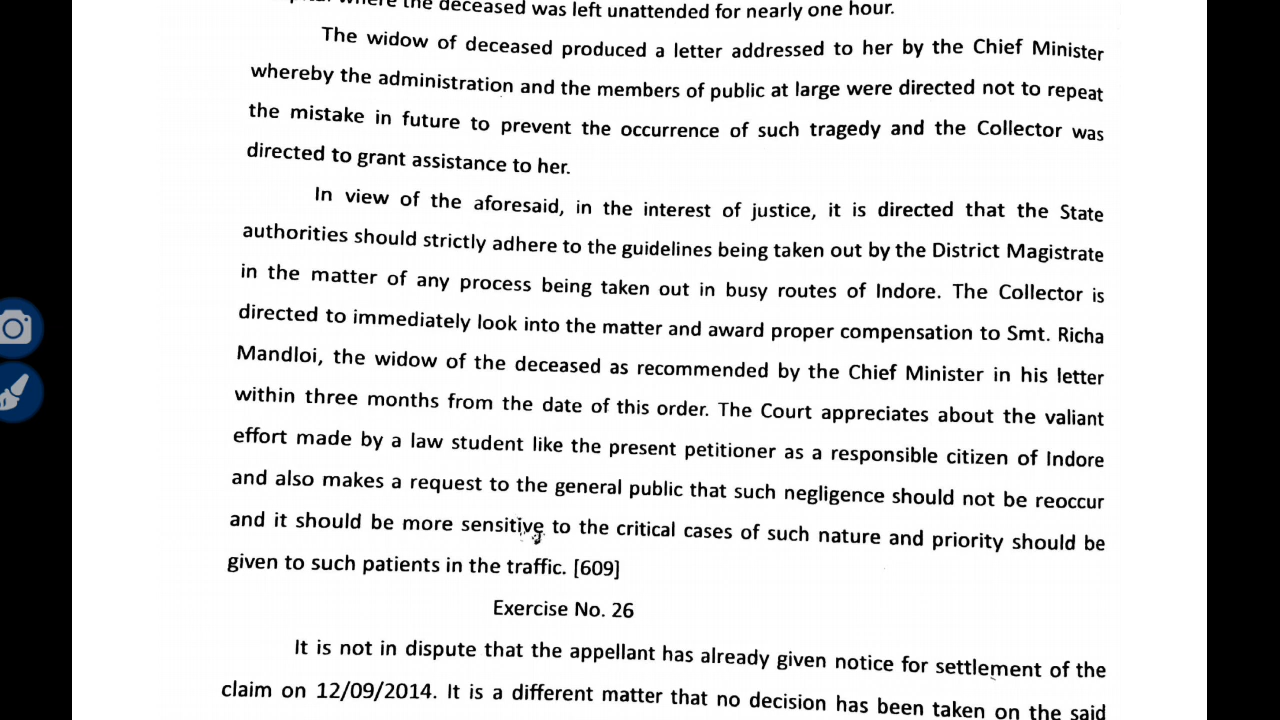 the deceased was left unattended for nearly one hour.
The widow of deceased produced a letter addressed to her by the Chief Minister
whereby the administration and the members of public at large were directed not to repeat
the mistake in future to prevent the occurrence of such tragedy and the Collector was
directed to grant assistance to her.
In view of the aforesaid, in the interest of justice, it is directed that the State
authorities should strictly adhere to the guidelines being taken out by the District Magistrate
in the matter of any process being taken out in busy routes of Indore. The Collector is
directed to immediately look into the matter and award proper compensation to Smt. Richa
Mandloi, the widow of the deceased as recommended by the Chief Minister in his letter
within three months from the date of this order. The Court appreciates about the valiant
effort made by a law student like the present petitioner as a responsible citizen of Indore
and also makes a request to the general public that such negligence should not be reoccur
and it should be more sensitive to the critical cases of such nature and priority should be
given to such patients in the traffic. [609]
Exercise No. 26
It is not in dispute that the appellant has already given notice for settlement of the
claim on 12/09/2014. It is a different matter that no decision has been taken on the said